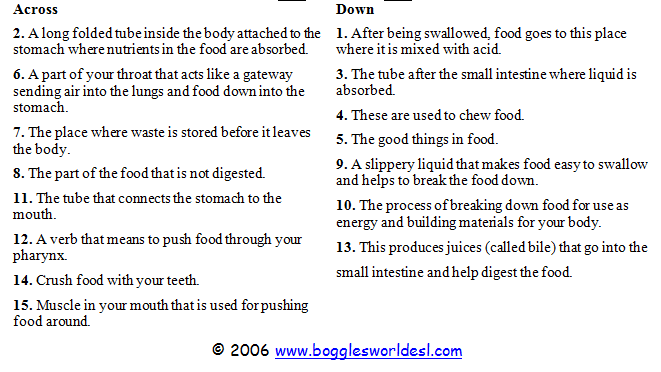 Across
2. A long folded tube inside the body attached to the
stomach where nutrients in the food are absorbed.
6. A part of your throat that acts like a gateway
sending air into the lungs and food down into the
stomach.
7. The place where waste is stored before it leaves
the body.
8. The part of the food that is not digested.
11. The tube that connects the stomach to the
mouth.
12. A verb that means to push food through your
pharynx.
14. Crush food with your teeth.
15. Muscle in your mouth that is used for pushing
food around.
Down
1. After being swallowed, food goes to this place
where it is mixed with acid.
3. The tube after the small intestine where liquid is
absorbed.
4. These are used to chew food.
5. The good things in food.
9. A slippery liquid that makes food easy to swallow
and helps to break the food down.
10. The process of breaking down food for use as
energy and building materials for your body.
13. This produces juices (called bile) that go into the
small intestine and help digest the food.
© 2006 www.bogglesworldesl.com